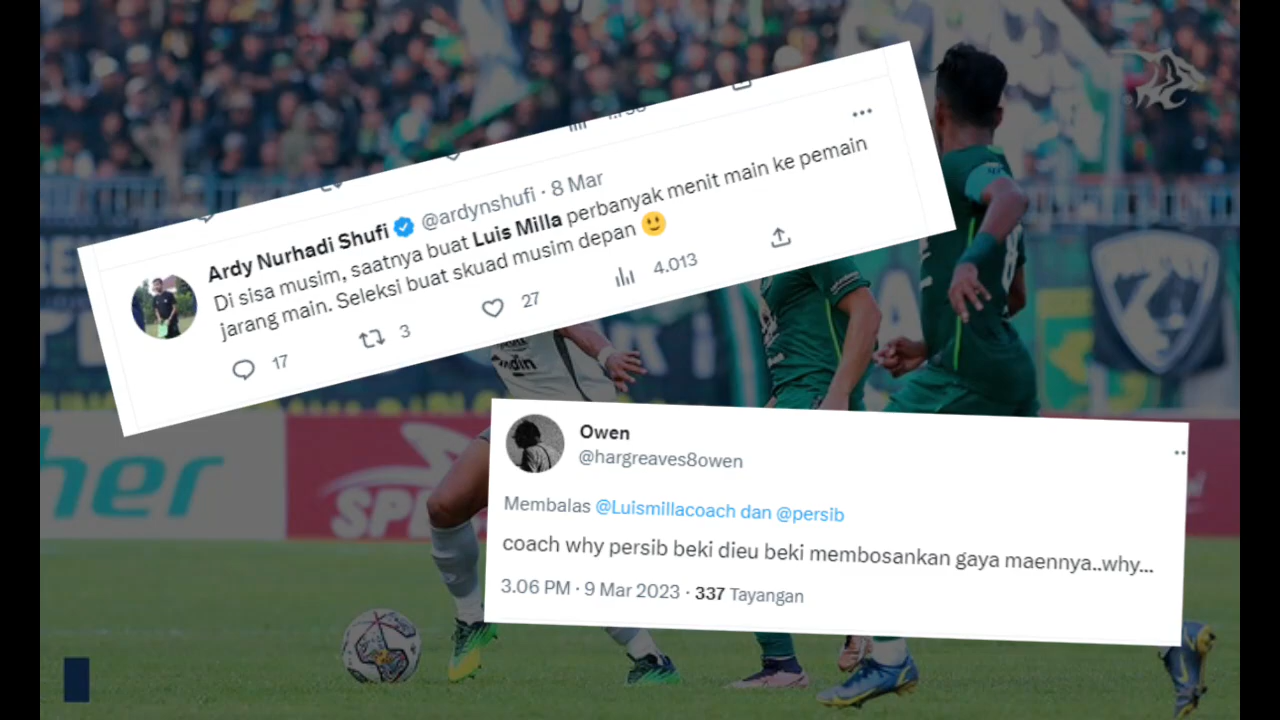 Ardy Nurhadi Shufi @ardynshufi · 8 Mar
Di sisa musim, saatnya buat Luis Milla perbanyak menit main ke pemain
jarang main. Seleksi buat skuad musim depan 🙂
17 3 27 4.013
Owen
@hargreaves8owen
Membalas @Luismillacoach dan @persib
coach why persib beki dieu beki membosankan gaya maennya..why...
3.06 PM · 9 Mar 2023 · 337 Tayangan
her